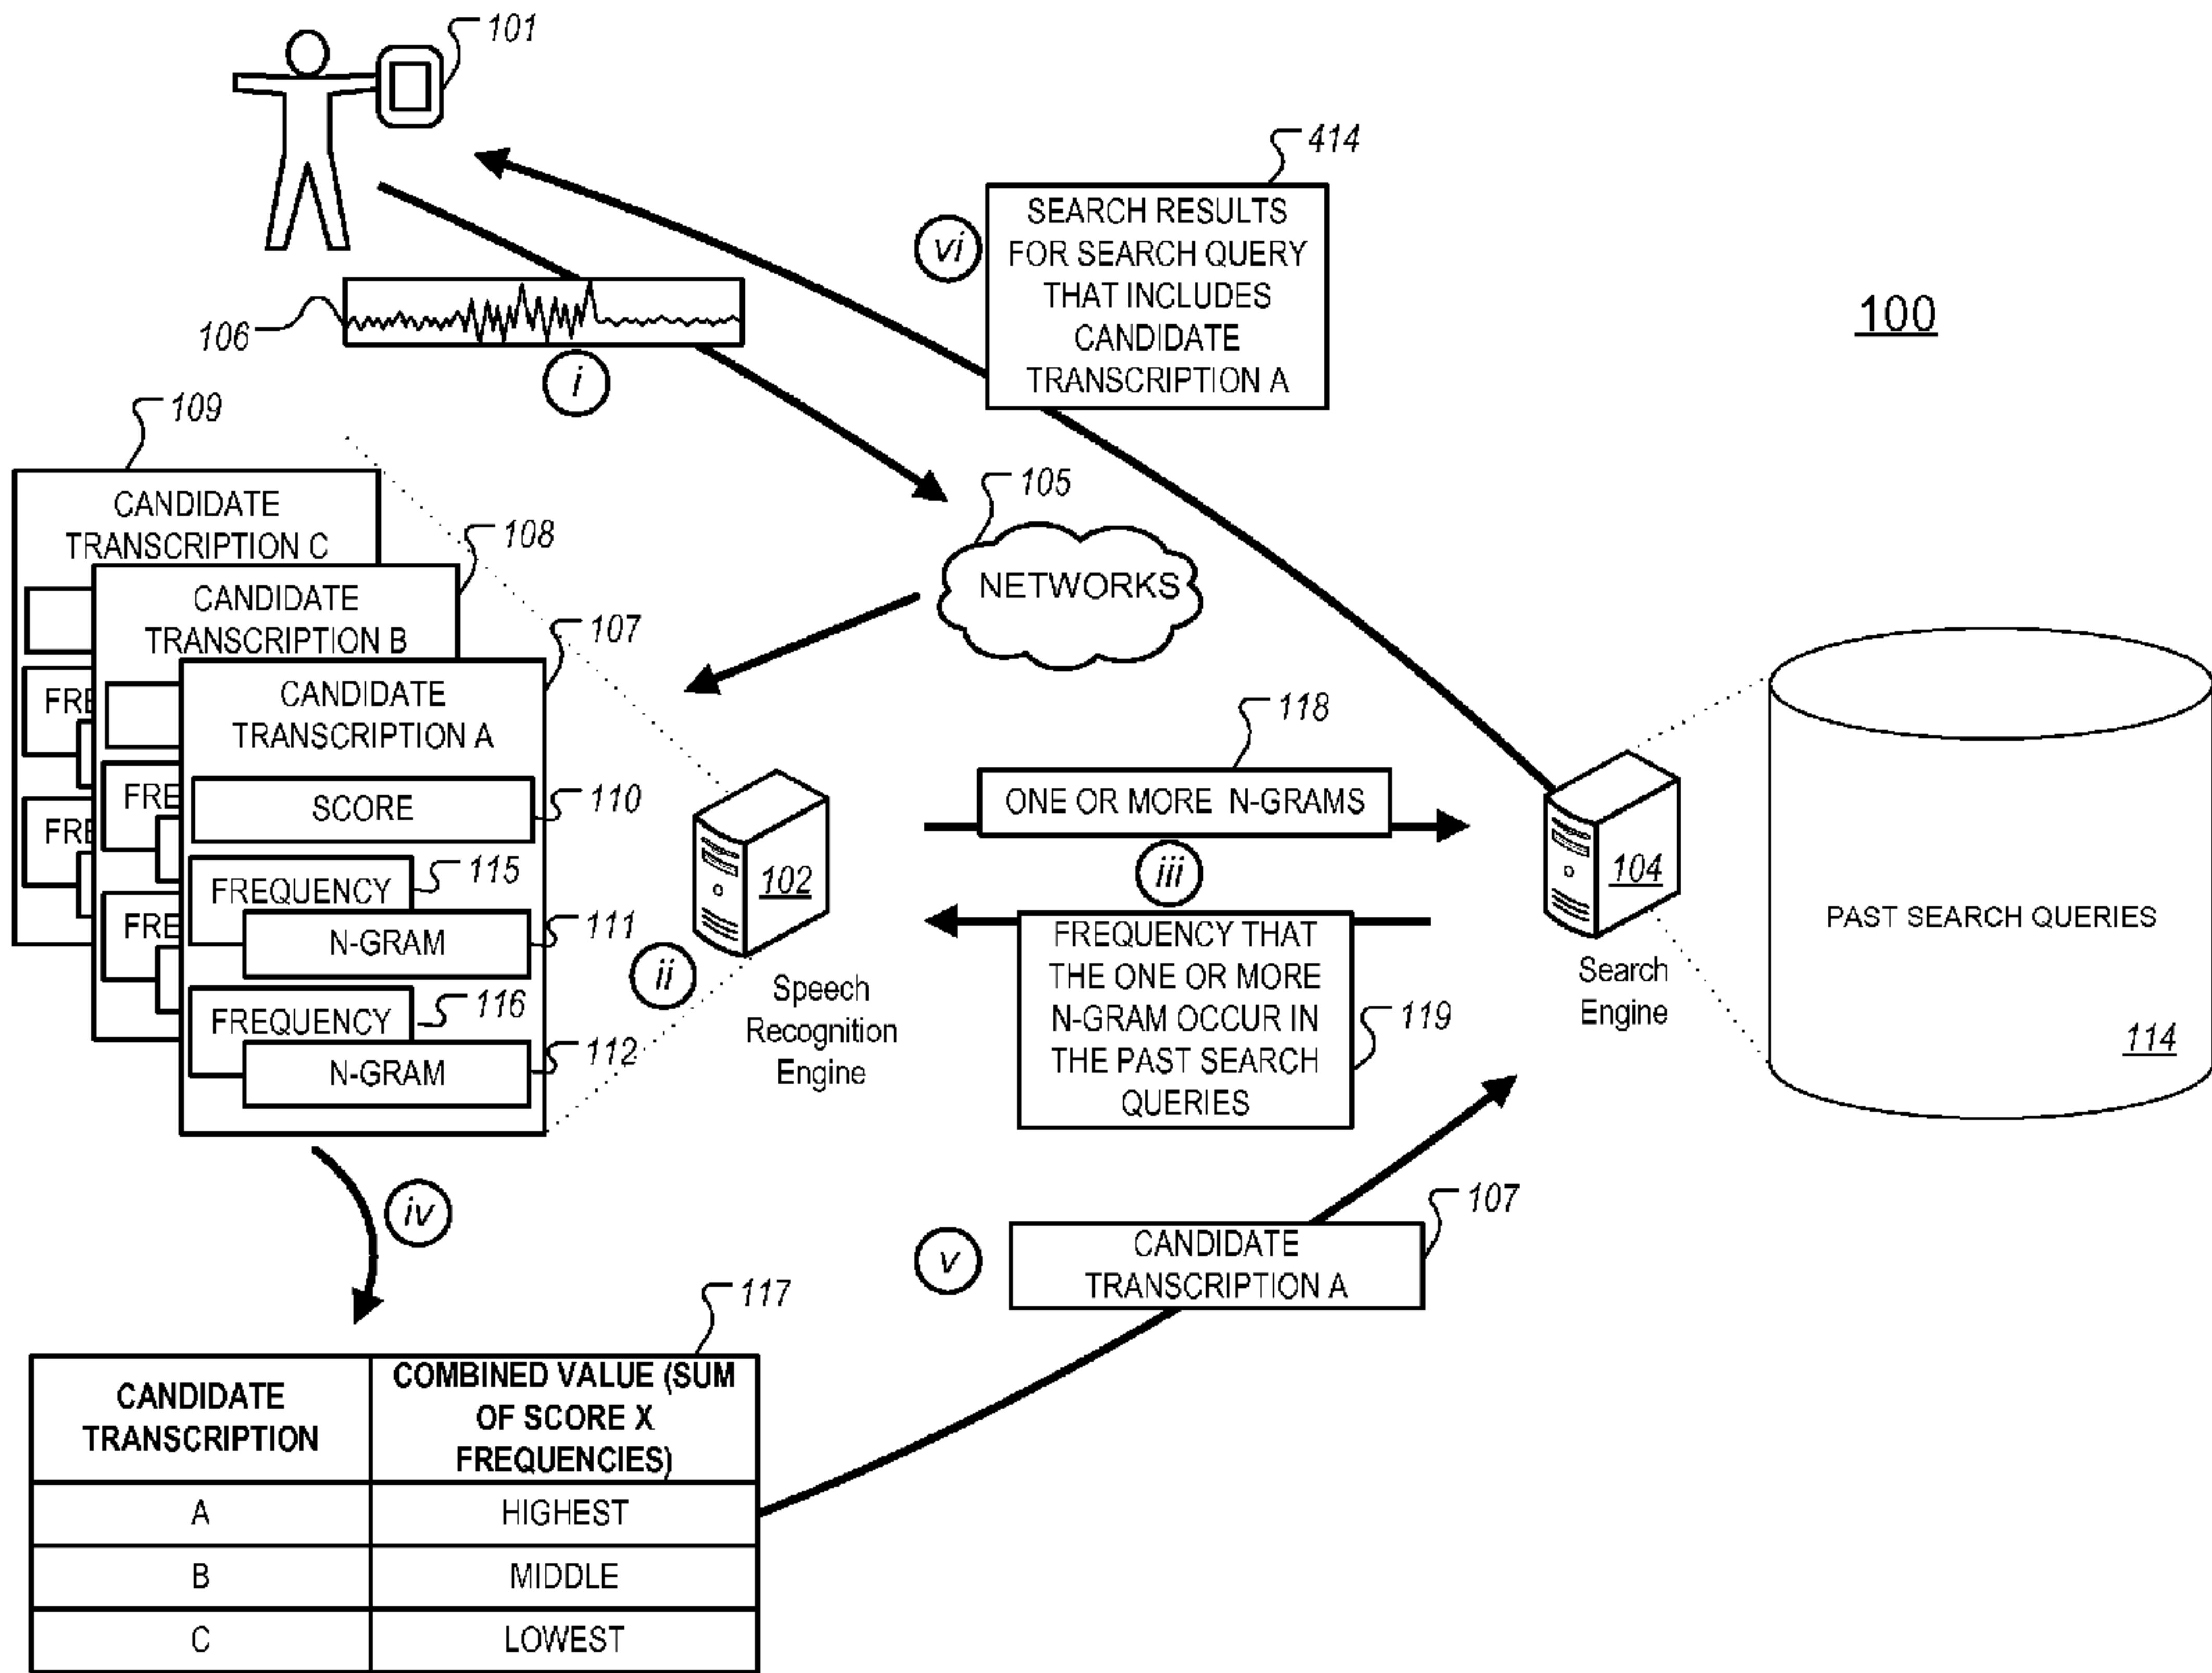 101
414
SEARCH RESULTS
FOR SEARCH QUERY
THAT INCLUDES
CANDIDATE
TRANSCRIPTION A
vi
100
106
i
109
CANDIDATE
TRANSCRIPTION C
FRE
FRE
108
CANDIDATE
TRANSCRIPTION B
FRE
FRE
107
CANDIDATE
TRANSCRIPTION A
SCORE
110
FREQUENCY
115
N-GRAM
111
FREQUENCY
116
N-GRAM
112
105
NETWORKS
102
ii
Speech
Recognition
Engine
118
ONE OR MORE N-GRAMS
iii
FREQUENCY THAT
THE ONE OR MORE
N-GRAM OCCUR IN
THE PAST SEARCH
QUERIES
119
104
Search
Engine
PAST SEARCH QUERIES
114
iv
v
CANDIDATE
TRANSCRIPTION A
107
117
CANDIDATE
TRANSCRIPTION
COMBINED VALUE (SUM
OF SCORE X
FREQUENCIES)
A HIGHEST
B MIDDLE
C LOWEST